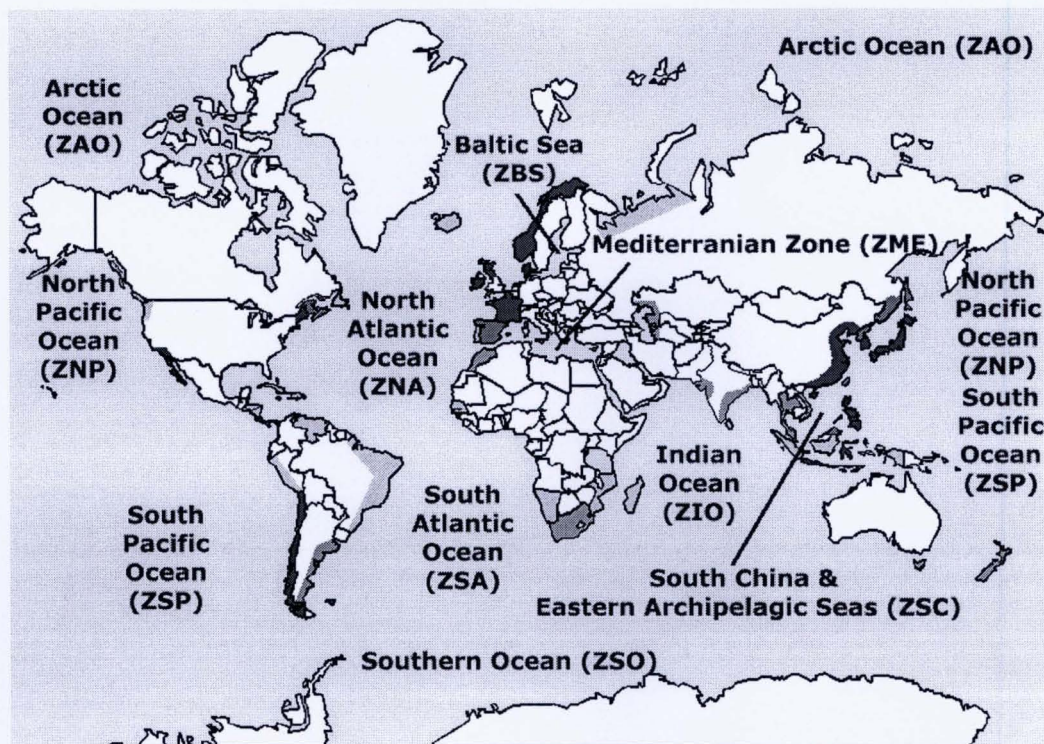 Arctic Ocean (ZAO)
Arctic
Ocean
(ZAO)
Baltic Sea
(ZBS)
Mediterranian Zone (ZME)
North
Pacific
Ocean
(ZNP)
North
Atlantic
Ocean
(ZNA)
North
Pacific
Ocean
(ZNP)
South
Pacific
Ocean
(ZSP)
Indian
Ocean
(ZIO)
South
Atlantic
Ocean
(ZSA)
South
Pacific
Ocean
(ZSP)
South China &
Eastern Archipelagic Seas (ZSC)
Southern Ocean (ZSO)